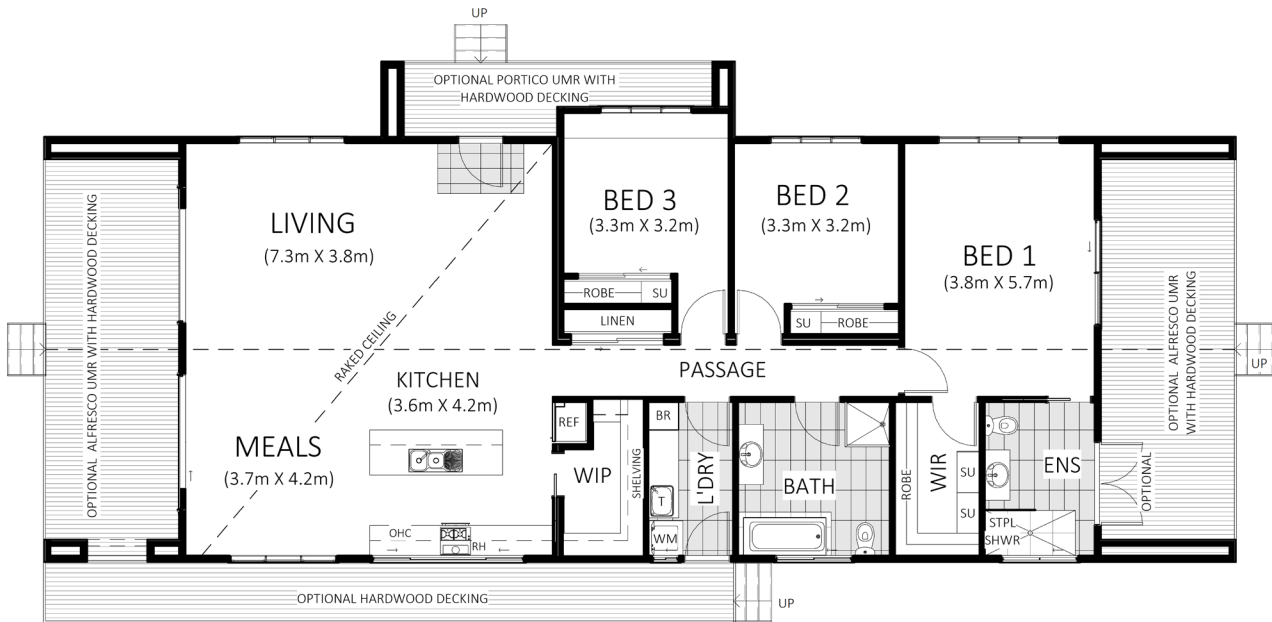 UP
OPTIONAL PORTICO UMR WITH
HARDWOOD DECKING
OPTIONAL ALFRESCO UMR WITH HARDWOOD DECKING
LIVING
(7.3m X 3.8m)
RAKED CEILING
BED 3
(3.3m X 3.2m)
ROBE
SU
LINEN
BED 2
(3.3m X 3.2m)
SU
ROBE
BED 1
(3.8m X 5.7m)
OPTIONAL ALFRESCO UMR
WITH HARDWOOD DECKING
UP
PASSAGE
KITCHEN
(3.6m X 4.2m)
MEALS
(3.7m X 4.2m)
OHC
RH
REF
WIP
SHELVING
BR
L'DRY
T
WM
BATH
ROBE
WIR
SU
SU
ENS
STPL
SHWR
OPTIONAL
OPTIONAL HARDWOOD DECKING
UP